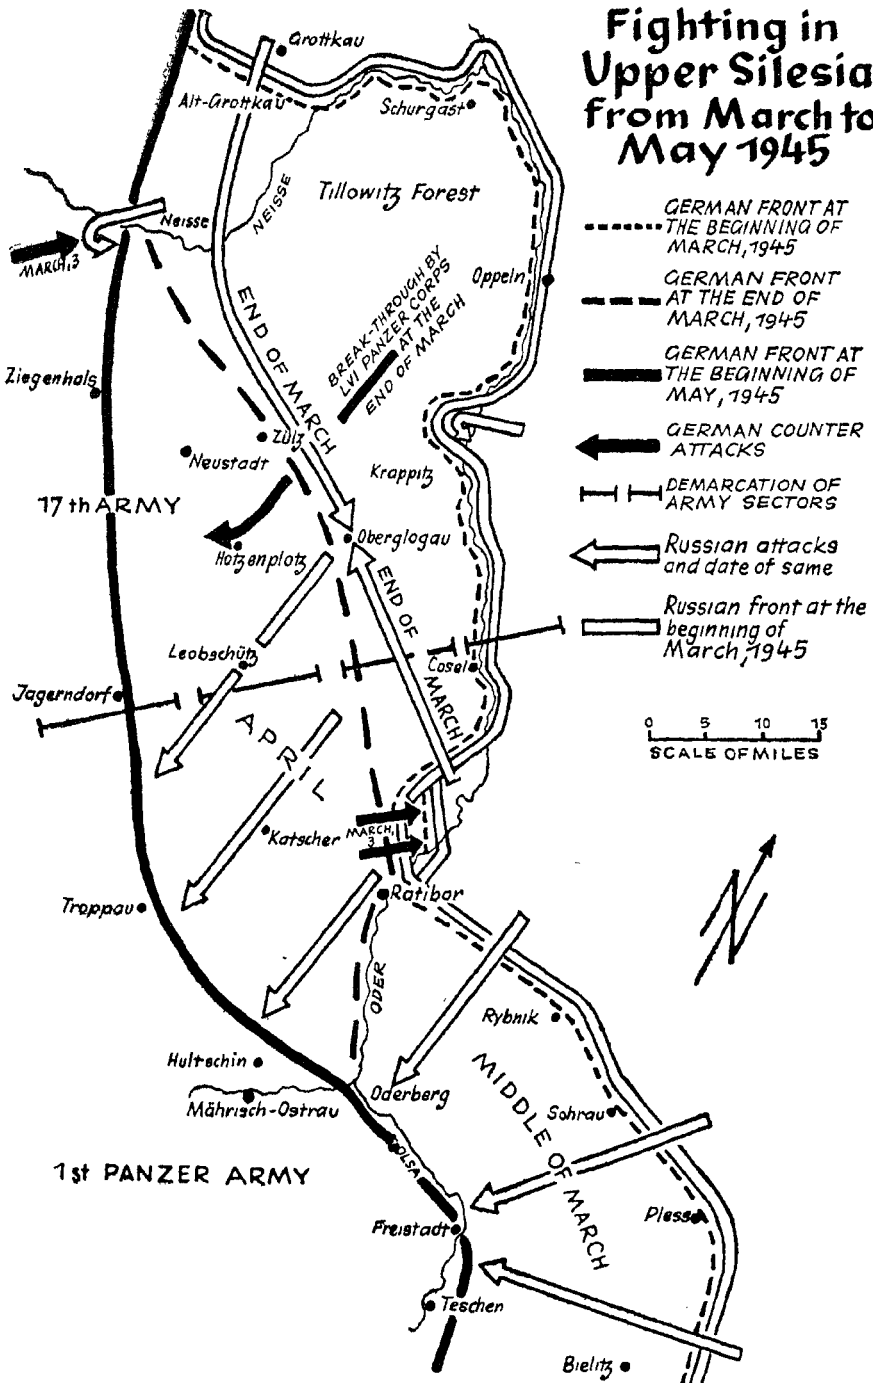 Fighting in
Upper Silesia
from March to
May 1945
GERMAN FRONT AT
THE BEGINNING OF
MARCH, 1945
GERMAN FRONT
AT THE END OF
MARCH, 1945
GERMAN FRONT AT
THE BEGINNING OF
MAY, 1945
GERMAN COUNTER
ATTACKS
DEMARCATION OF
ARMY SECTORS
Russian attacks
and date of same
Russian front at the
beginning of
March, 1945
0 5 10 15
SCALE OF MILES
N
Grottkau
Alt-Grottkau
Schurgast
NEISSE
Tillowitz Forest
Neisse
MARCH, 3
Oppeln
BREAK-THROUGH BY
LVI PANZER CORPS
AT THE
END OF MARCH
END OF MARCH
Ziegenhals
Zülz
Neustadt
Krappitz
17th ARMY
Oberglogau
Hotzenplotz
END OF
MARCH
Leobschütz
Cosel
Jagerndorf
APRIL
Katscher
MARCH,
3
Ratibor
Troppau
ODER
Rybnik
Hultschin
Oderberg
Mährisch-Ostrau
MIDDLE OF MARCH
Sohrau
OLSA
1st PANZER ARMY
Pless
Freistadt
Teschen
Bielitz